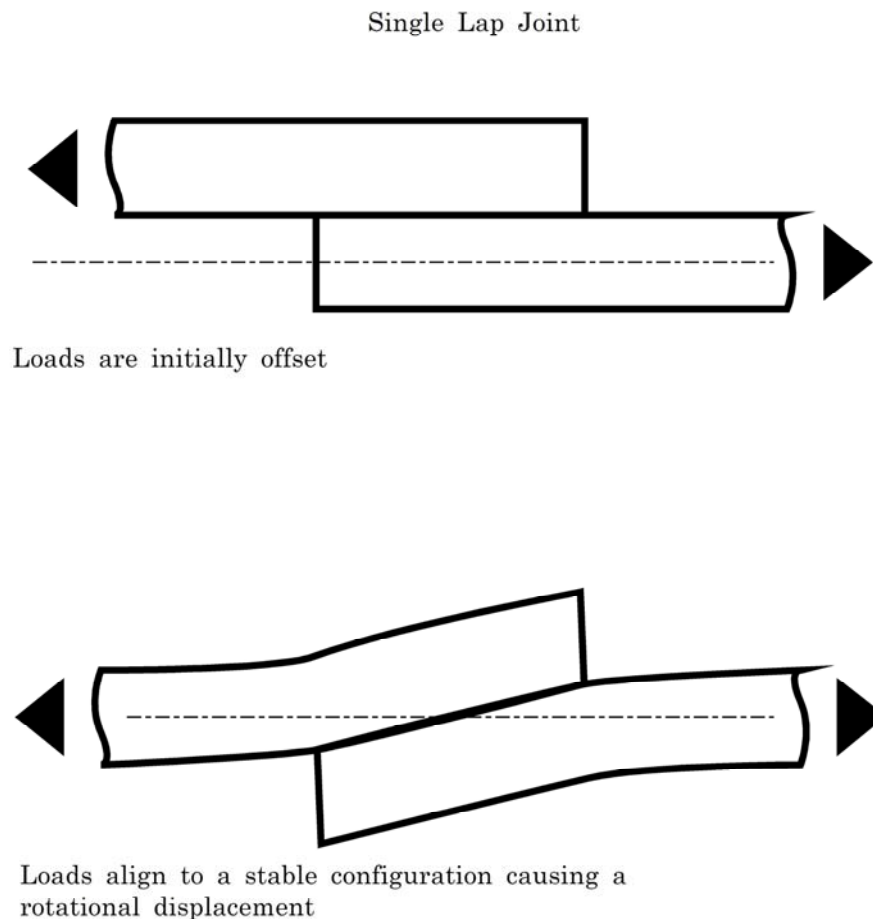 Single Lap Joint
Loads are initially offset
Loads align to a stable configuration causing a
rotational displacement